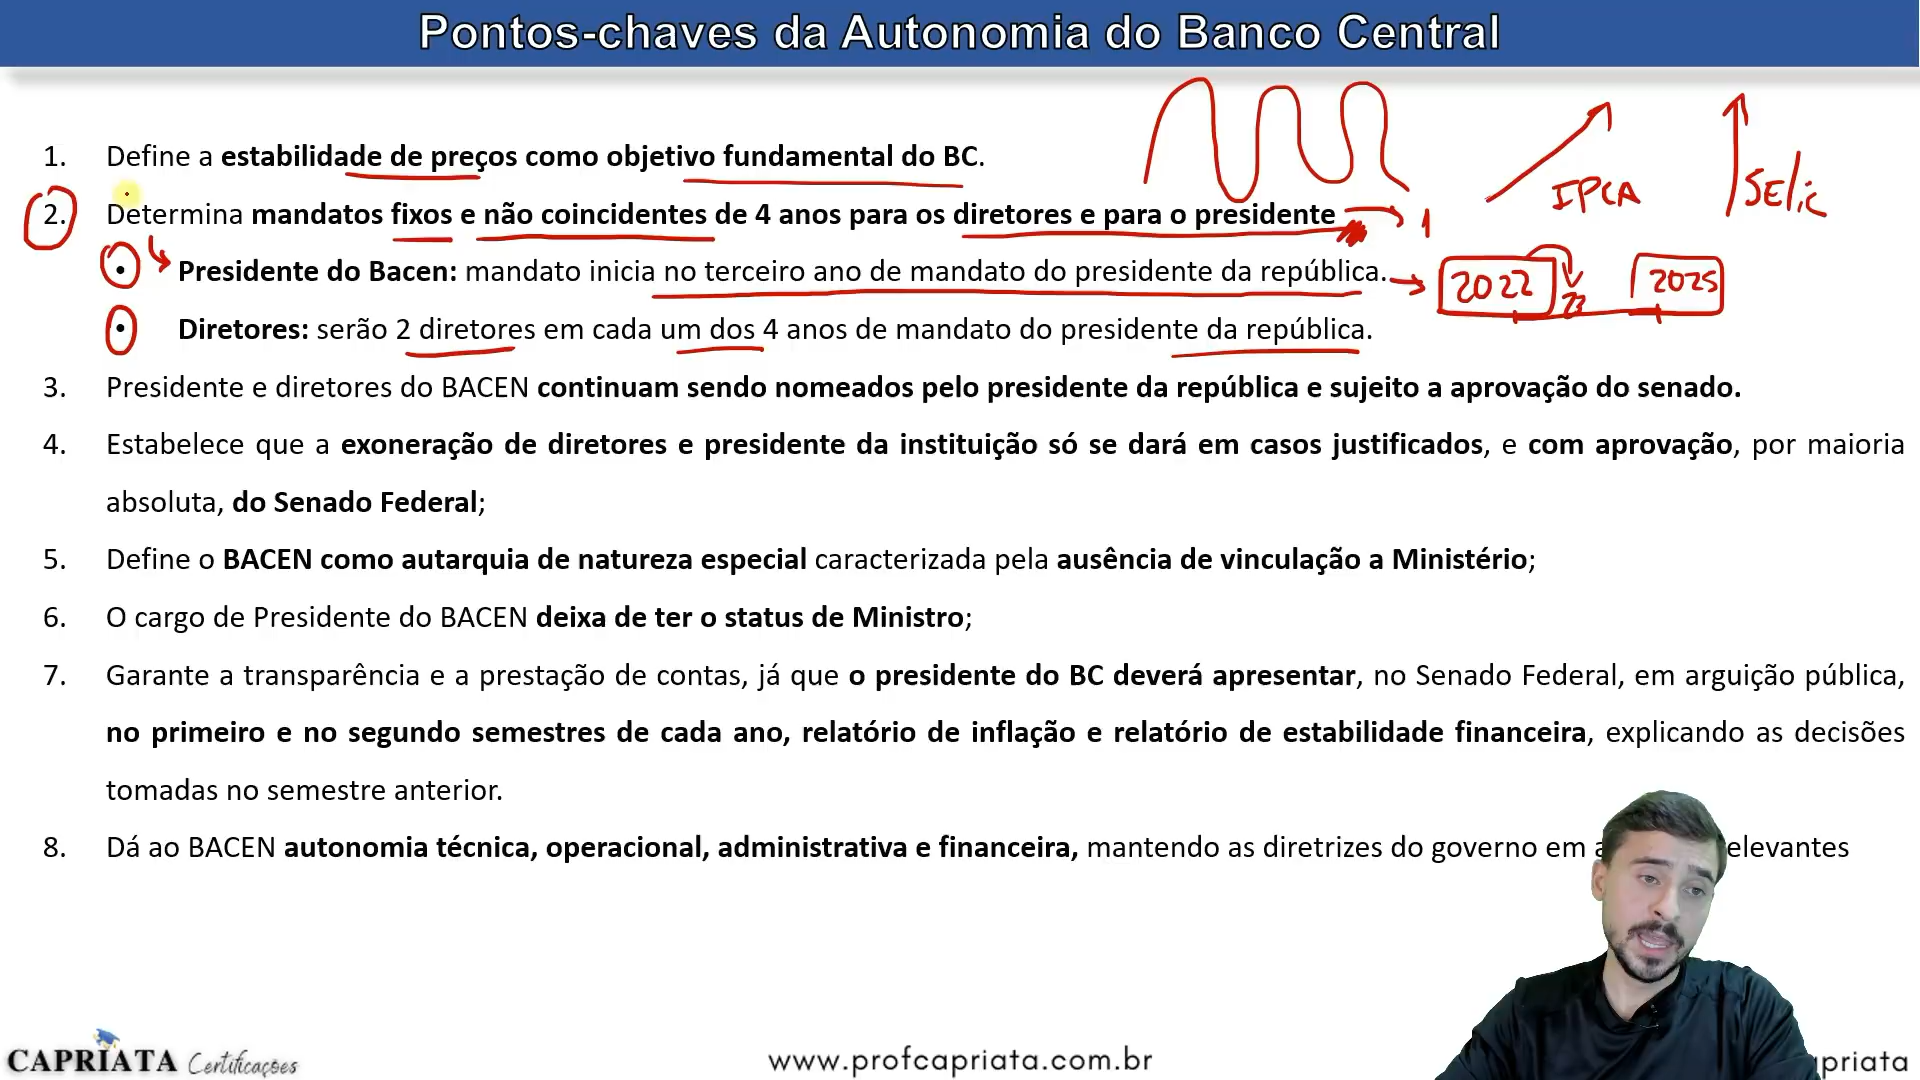 Pontos-chaves da Autonomia do Banco Central
1. Define a estabilidade de preços como objetivo fundamental do BC.
IPCA
SELic
2. Determina mandatos fixos e não coincidentes de 4 anos para os diretores e para o presidente
1
• Presidente do Bacen: mandato inicia no terceiro ano de mandato do presidente da república.
2022
23
2025
• Diretores: serão 2 diretores em cada um dos 4 anos de mandato do presidente da república.
3. Presidente e diretores do BACEN continuam sendo nomeados pelo presidente da república e sujeito a aprovação do senado.
4. Estabelece que a exoneração de diretores e presidente da instituição só se dará em casos justificados, e com aprovação, por maioria
absoluta, do Senado Federal;
5. Define o BACEN como autarquia de natureza especial caracterizada pela ausência de vinculação a Ministério;
6. O cargo de Presidente do BACEN deixa de ter o status de Ministro;
7. Garante a transparência e a prestação de contas, já que o presidente do BC deverá apresentar, no Senado Federal, em arguição pública,
no primeiro e no segundo semestres de cada ano, relatório de inflação e relatório de estabilidade financeira, explicando as decisões
tomadas no semestre anterior.
8. Dá ao BACEN autonomia técnica, operacional, administrativa e financeira, mantendo as diretrizes do governo em a elevantes
CAPRIATA Certificações
www.profcapriata.com.br
priata